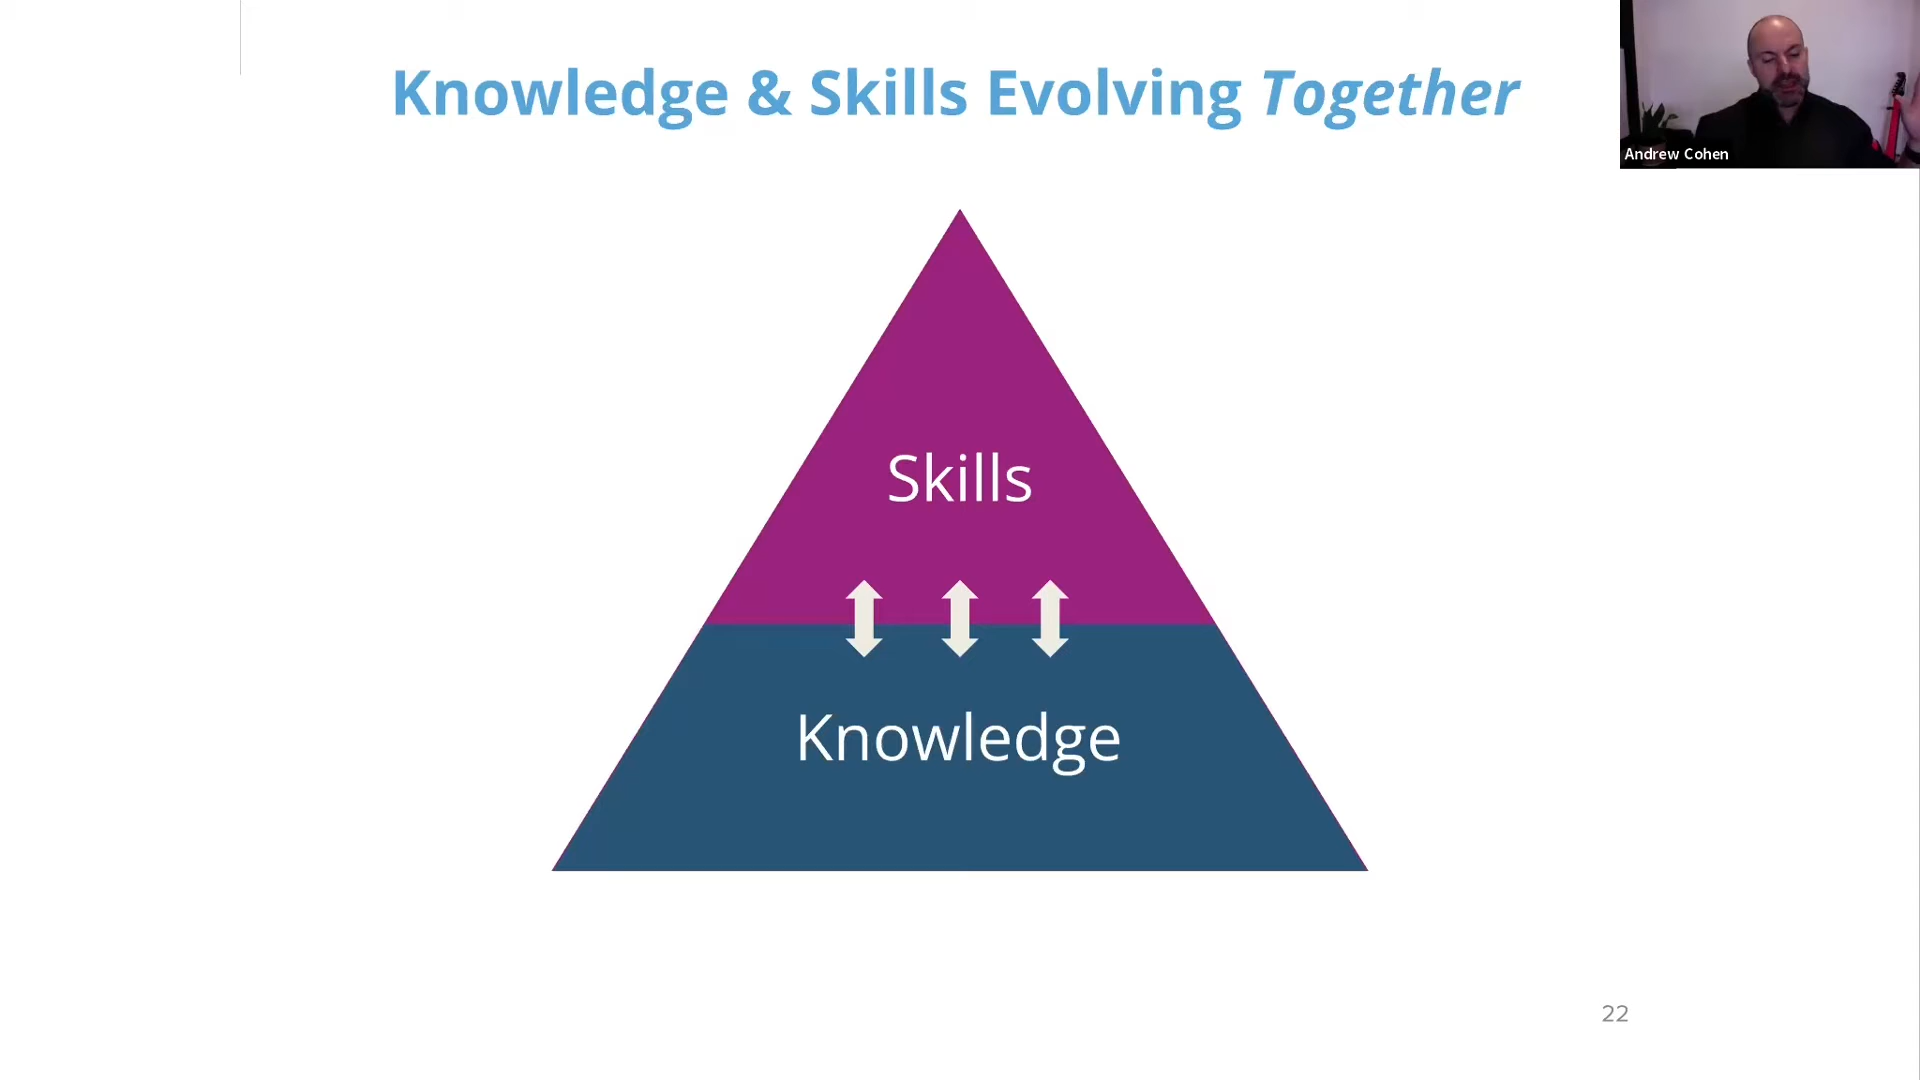 Knowledge & Skills Evolving Together
Andrew Cohen
Skills
Knowledge
22